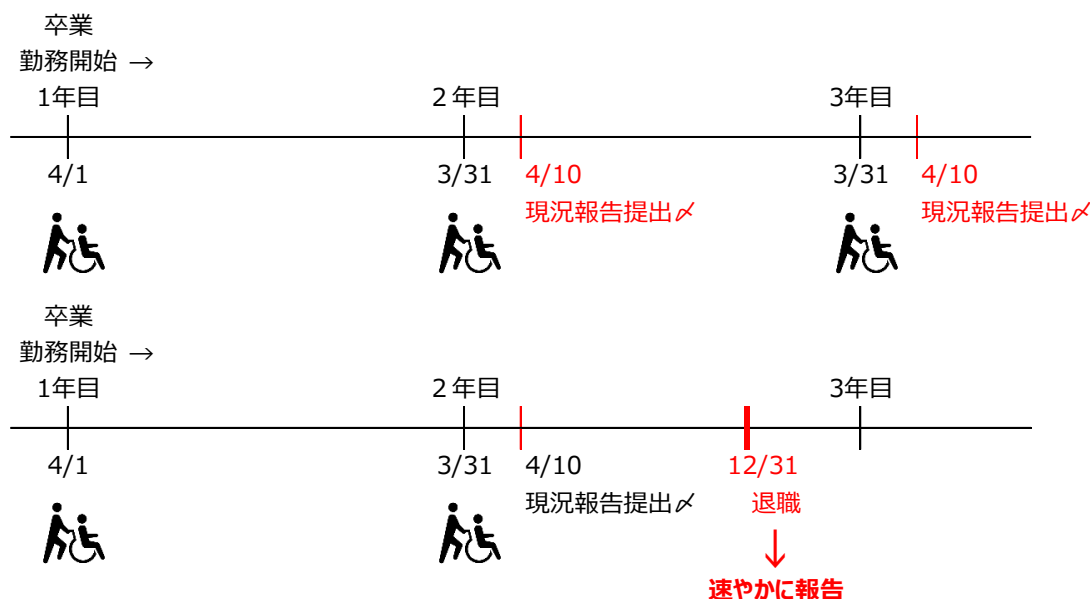 卒業
勤務開始 →
1年目 2年目 3年目
4/1 3/31 4/10 3/31 4/10
現況報告提出〆 現況報告提出〆
卒業
勤務開始 →
1年目 2年目 3年目
4/1 3/31 4/10 12/31
現況報告提出〆 退職
速やかに報告